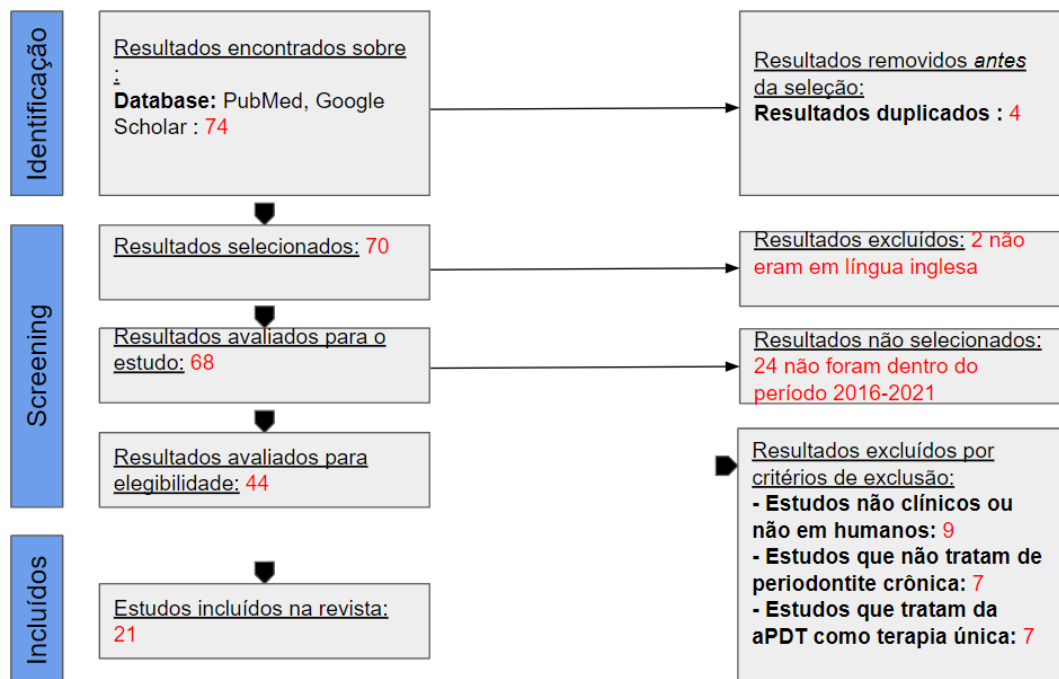 Identificação
Resultados encontrados sobre
:
Database: PubMed, Google
Scholar : 74
Resultados removidos antes
da seleção:
Resultados duplicados : 4
Screening
Resultados selecionados: 70
Resultados excluídos: 2 não
eram em língua inglesa
Resultados avaliados para o
estudo: 68
Resultados não selecionados:
24 não foram dentro do
período 2016-2021
Resultados avaliados para
elegibilidade: 44
Resultados excluídos por
critérios de exclusão:
- Estudos não clínicos ou
não em humanos: 9
- Estudos que não tratam de
periodontite crônica: 7
- Estudos que tratam da
aPDT como terapia única: 7
Incluídos
Estudos incluídos na revista:
21